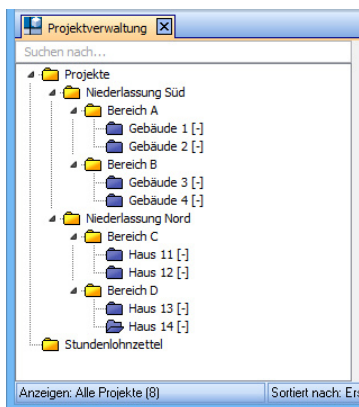 Projektverwaltung
Suchen nach...
Projekte
Niederlassung Süd
Bereich A
Gebäude 1 [-]
Gebäude 2 [-]
Bereich B
Gebäude 3 [-]
Gebäude 4 [-]
Niederlassung Nord
Bereich C
Haus 11 [-]
Haus 12 [-]
Bereich D
Haus 13 [-]
Haus 14 [-]
Stundenlohnzettel
Anzeigen: Alle Projekte (8) Sortiert nach: